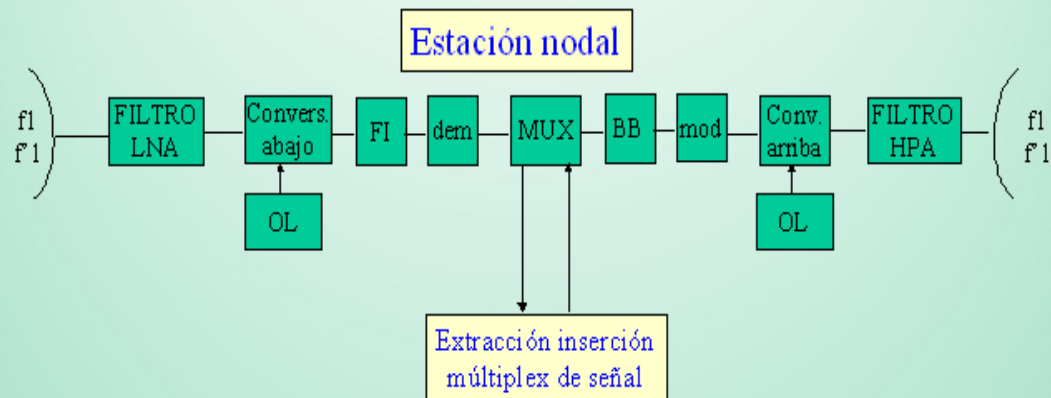 Estación nodal
f1
f'1
FILTRO
LNA
Convers.
abajo
FI
dem
MUX
BB
mod
Conv.
arriba
FILTRO
HPA
f1
f'1
OL
OL
Extracción inserción
múltiplex de señal